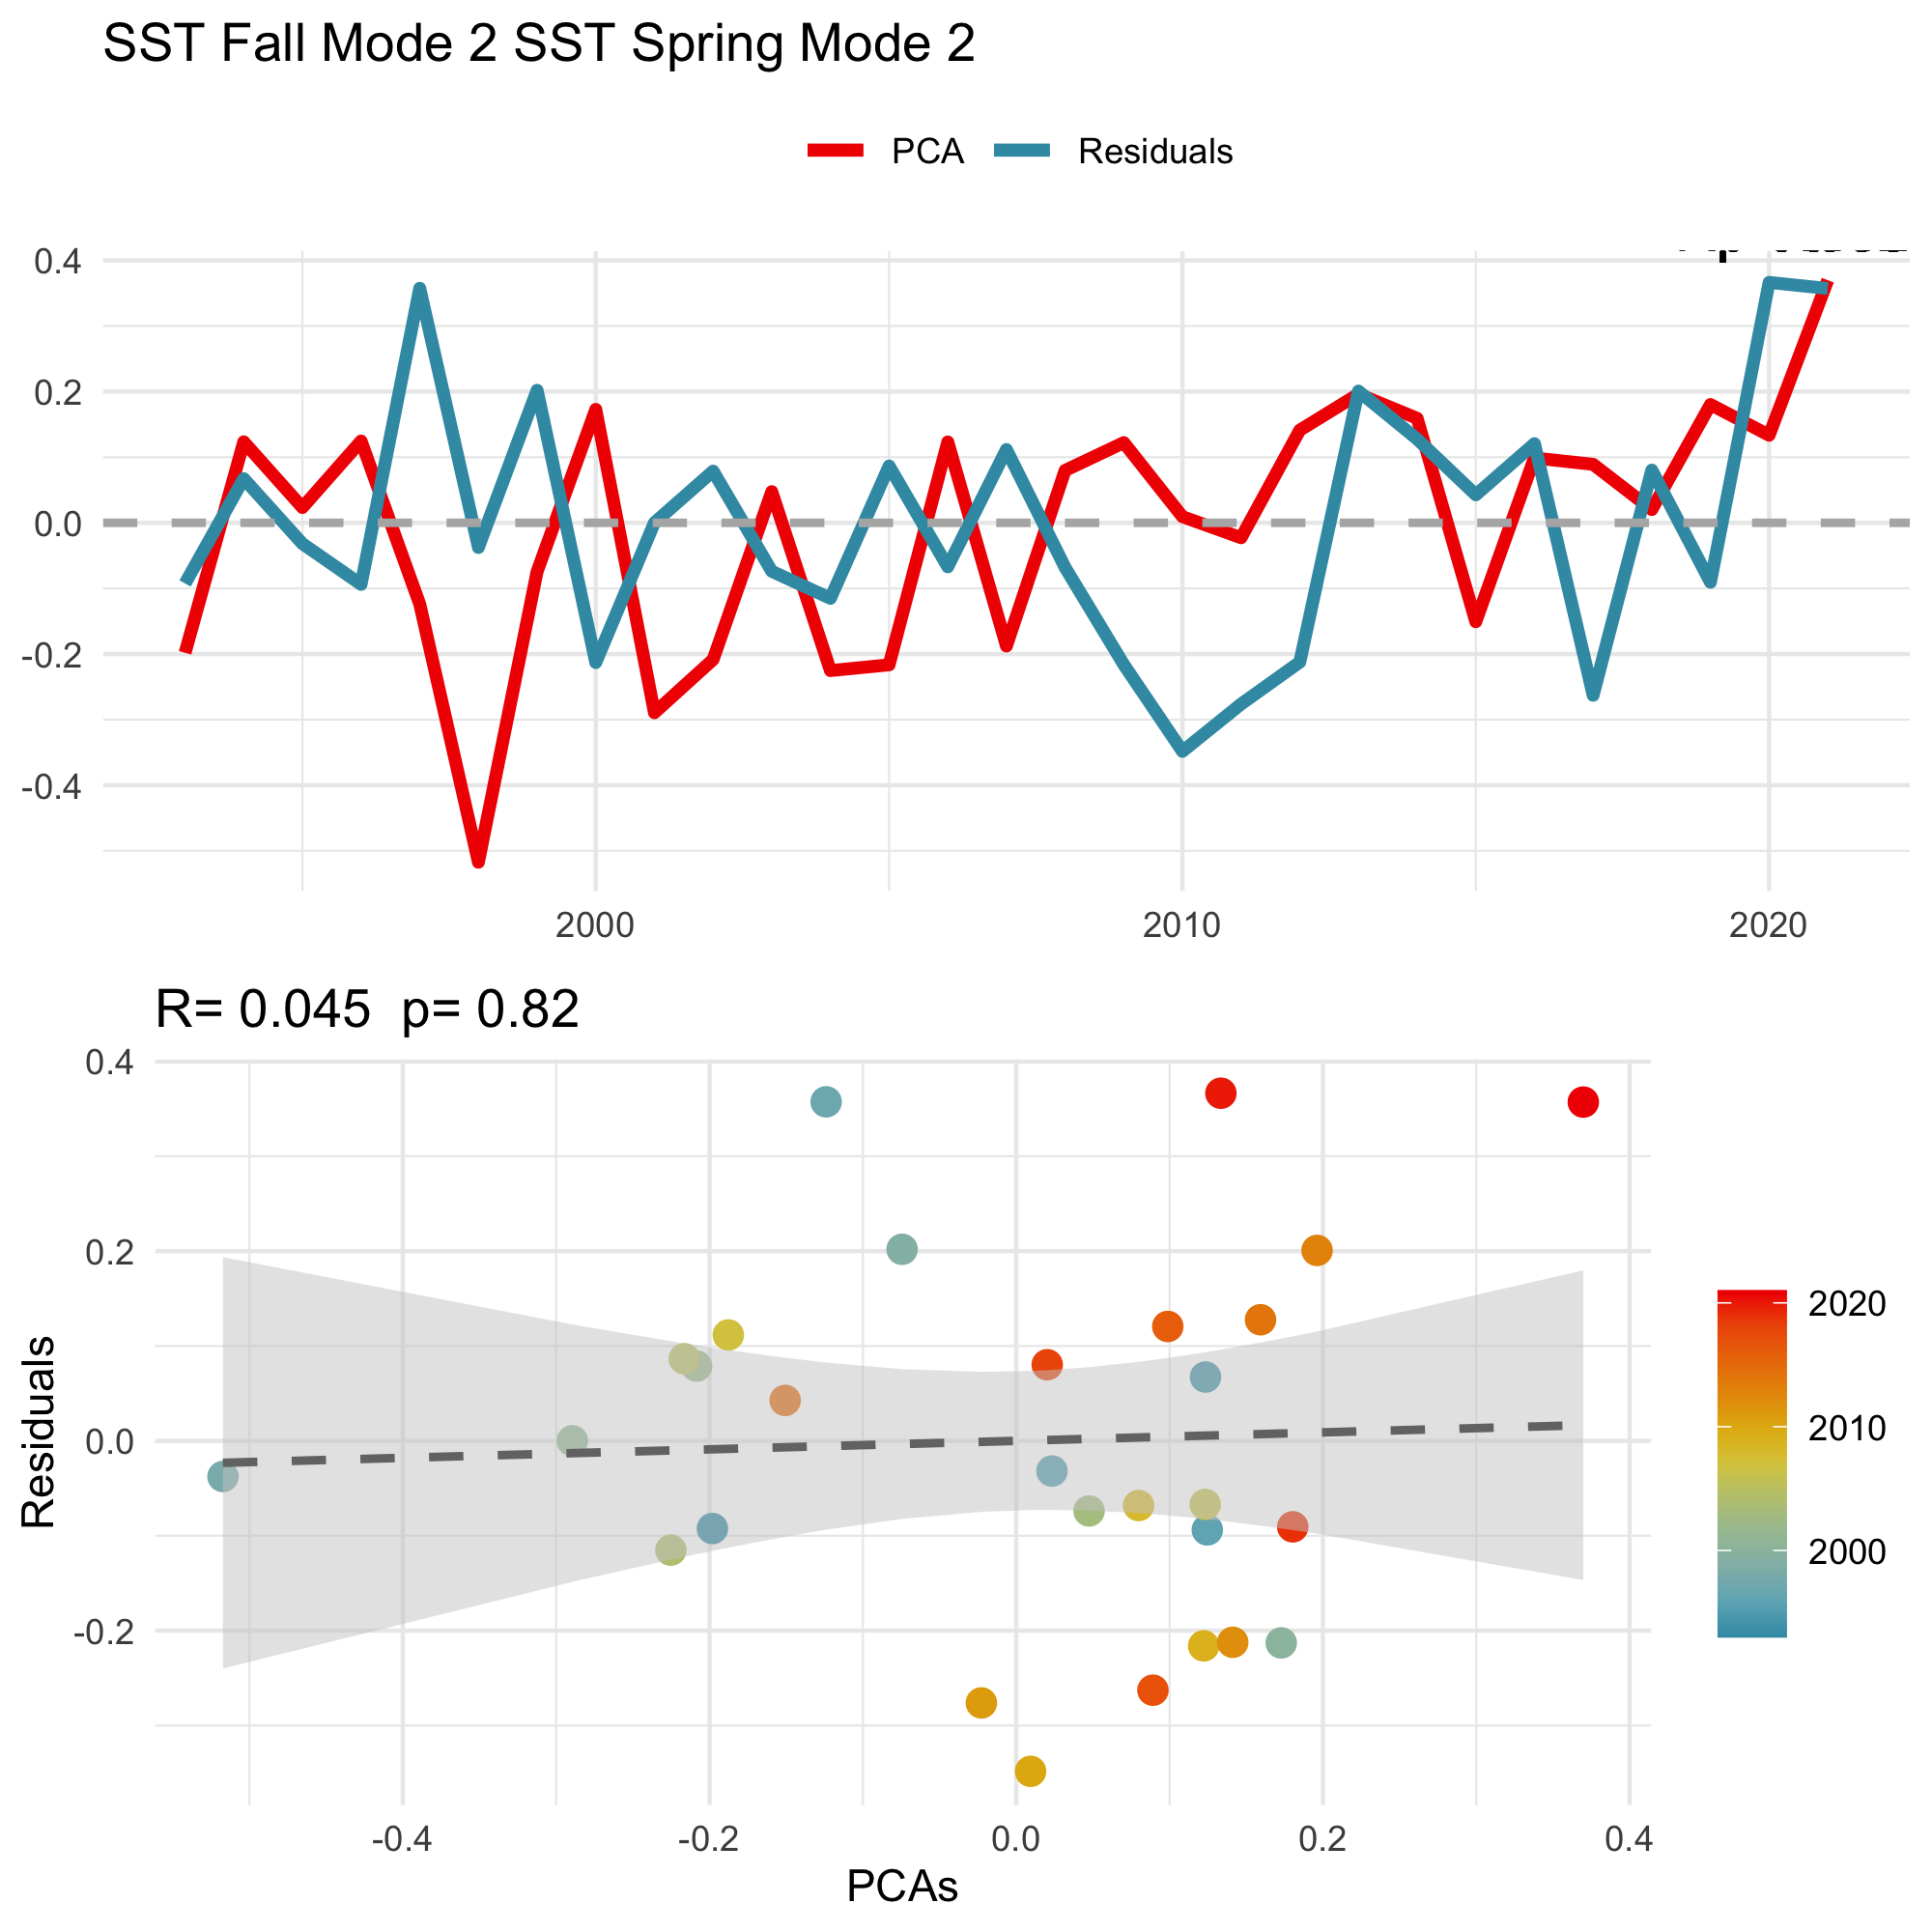 SST Fall Mode 2 SST Spring Mode 2
PCA Residuals
0.4
0.2
0.0
-0.2
-0.4
2000 2010 2020
R= 0.045 p= 0.82
0.4
0.2
0.0
-0.2
Residuals
-0.4 -0.2 0.0 0.2 0.4
PCAs
2020
2010
2000